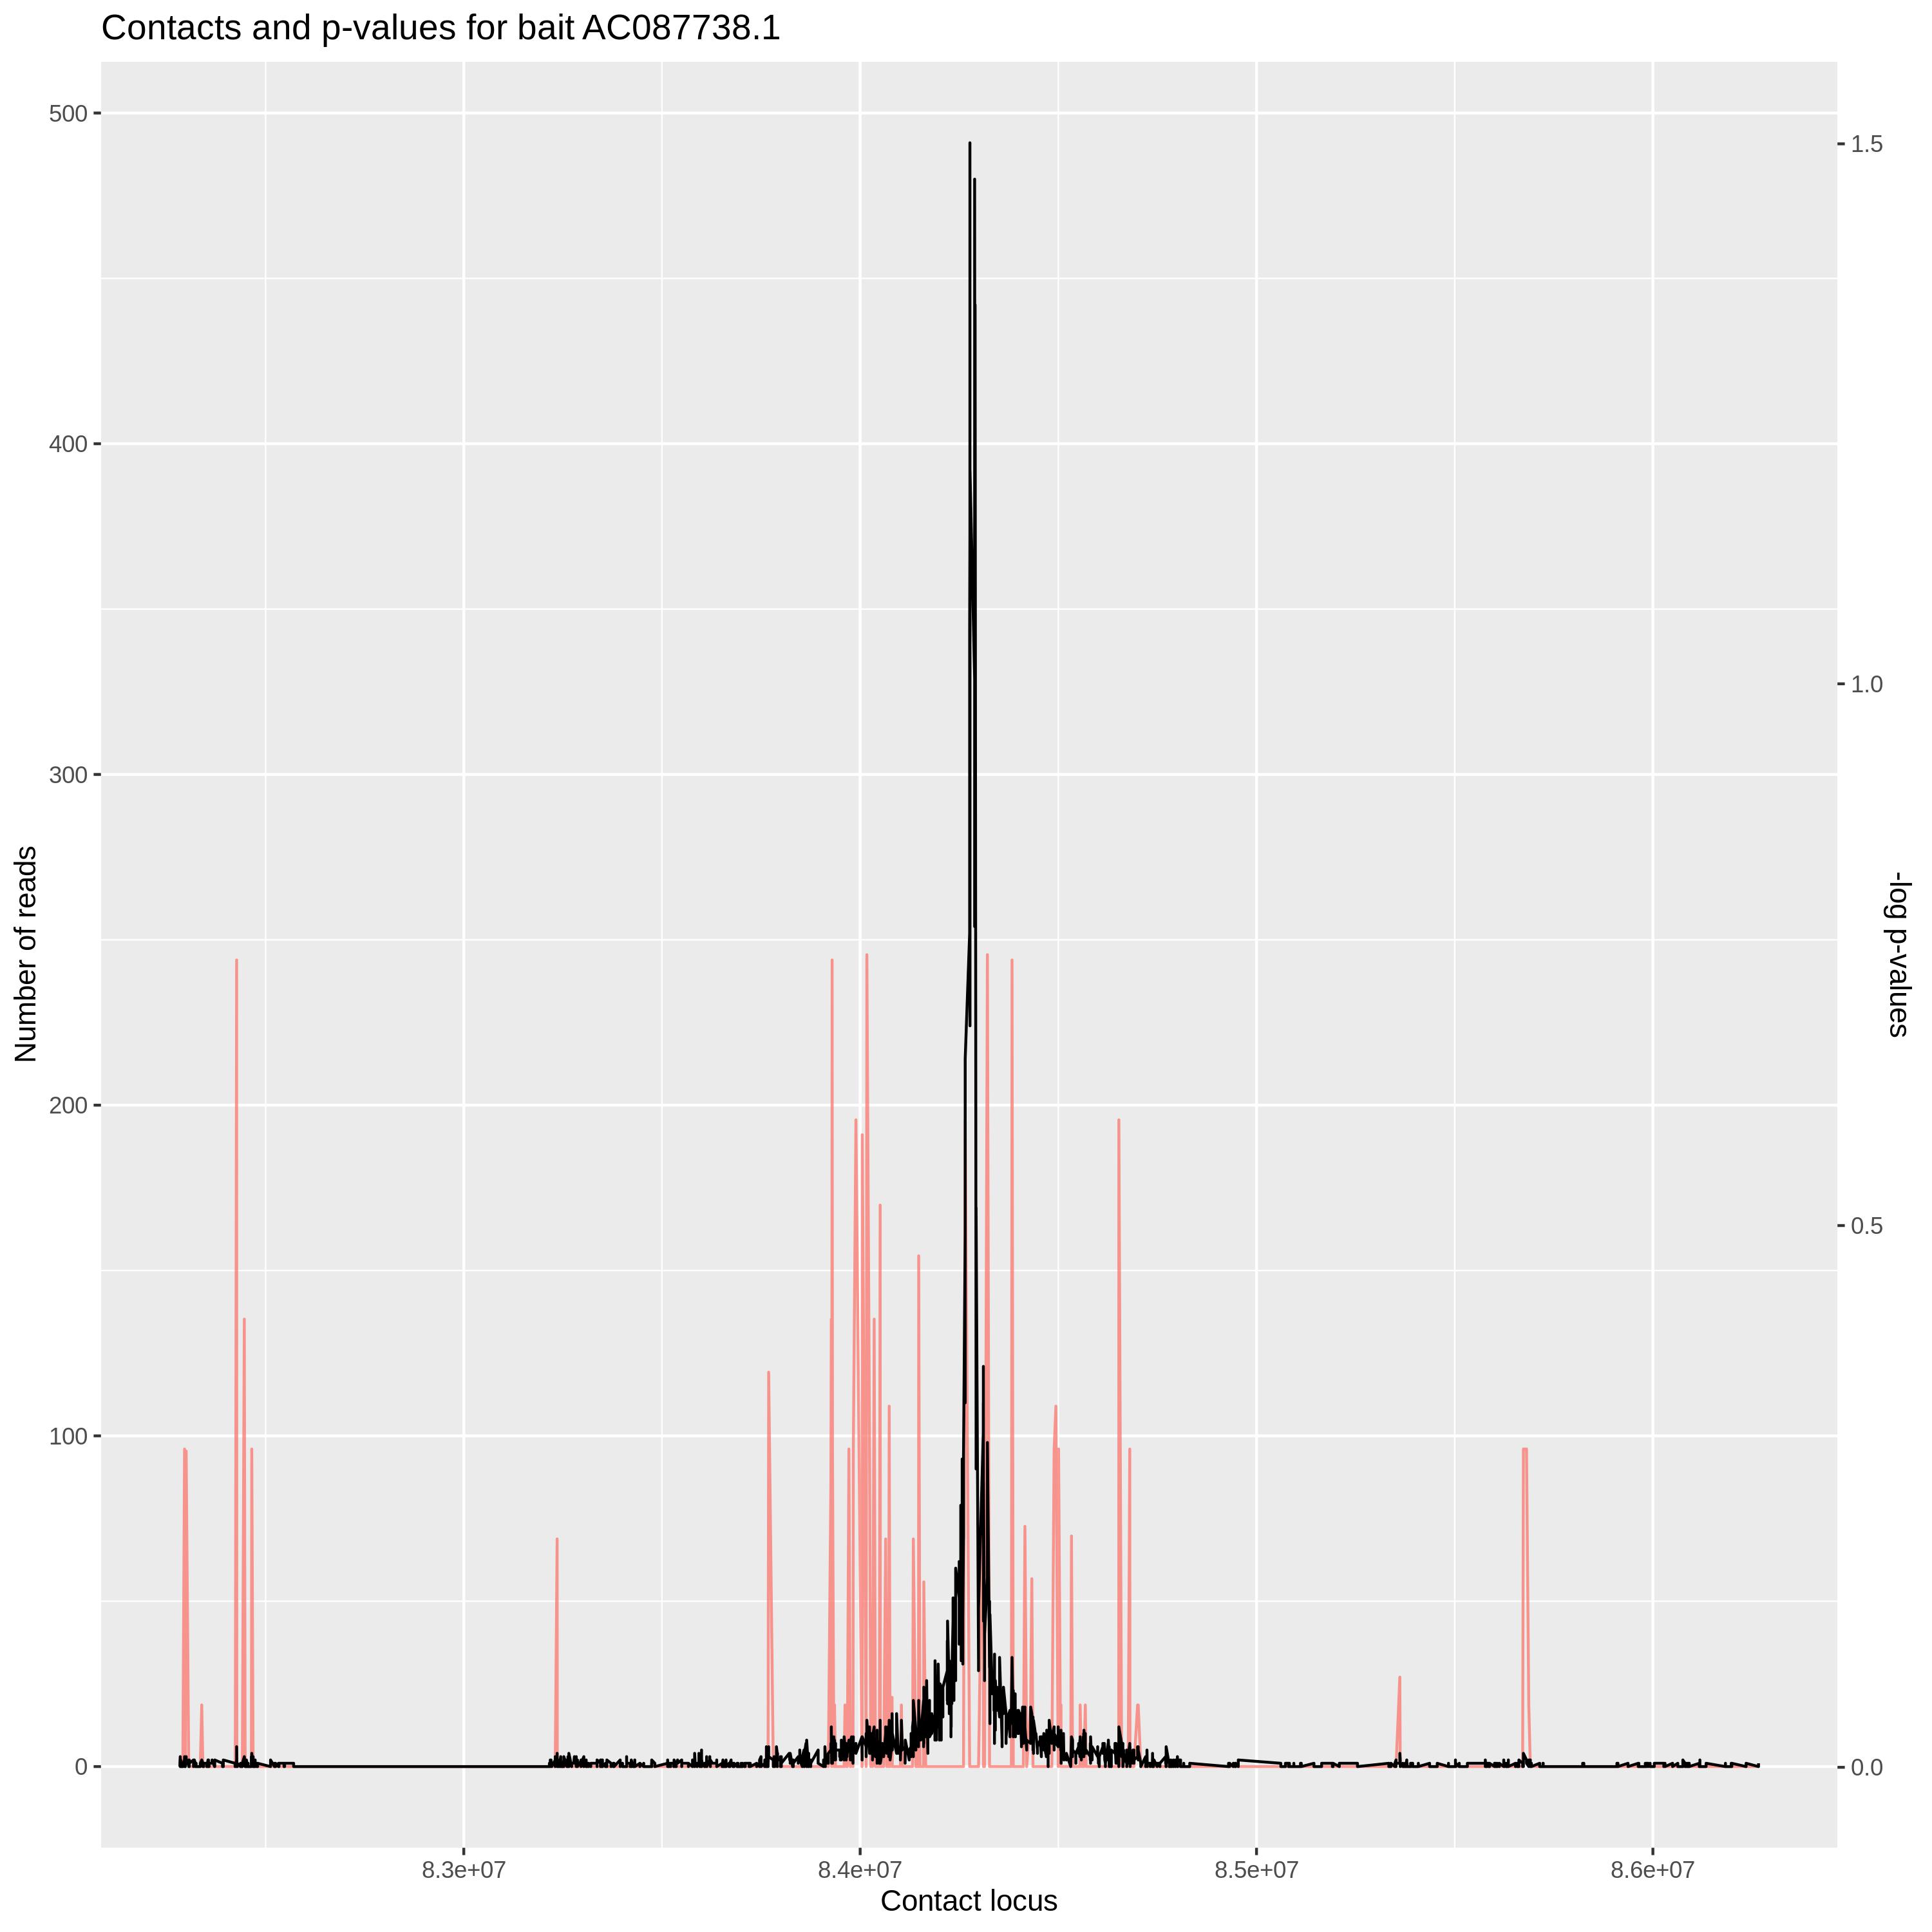 Contacts and p-values for bait AC087738.1
500
400
300
200
100
0
Number of reads
1.5
1.0
0.5
0.0
-log p-values
8.3e+07
8.4e+07
8.5e+07
8.6e+07
Contact locus